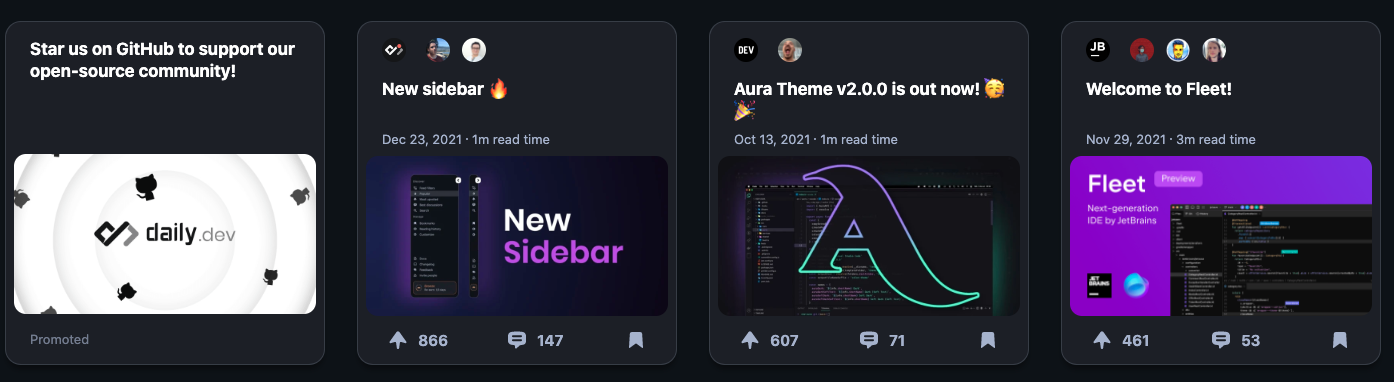 Star us on GitHub to support our
open-source community!
daily.dev
Promoted
New sidebar 🔥
Dec 23, 2021 · 1m read time
New
Sidebar
866
147
DEV
Aura Theme v2.0.0 is out now! 🥳
🎉
Oct 13, 2021 · 1m read time
607
71
JB
Welcome to Fleet!
Nov 29, 2021 · 3m read time
Fleet Preview
Next-generation
IDE by JetBrains
JET
BRAINS
461
53